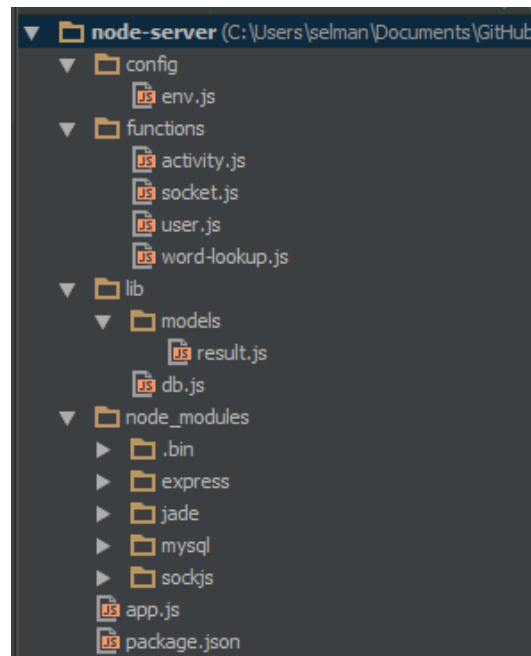 node-server (C:\Users\selman\Documents\GitHub
config
env.js
functions
activity.js
socket.js
user.js
word-lookup.js
lib
models
result.js
db.js
node_modules
.bin
express
jade
mysql
sockjs
app.js
package.json